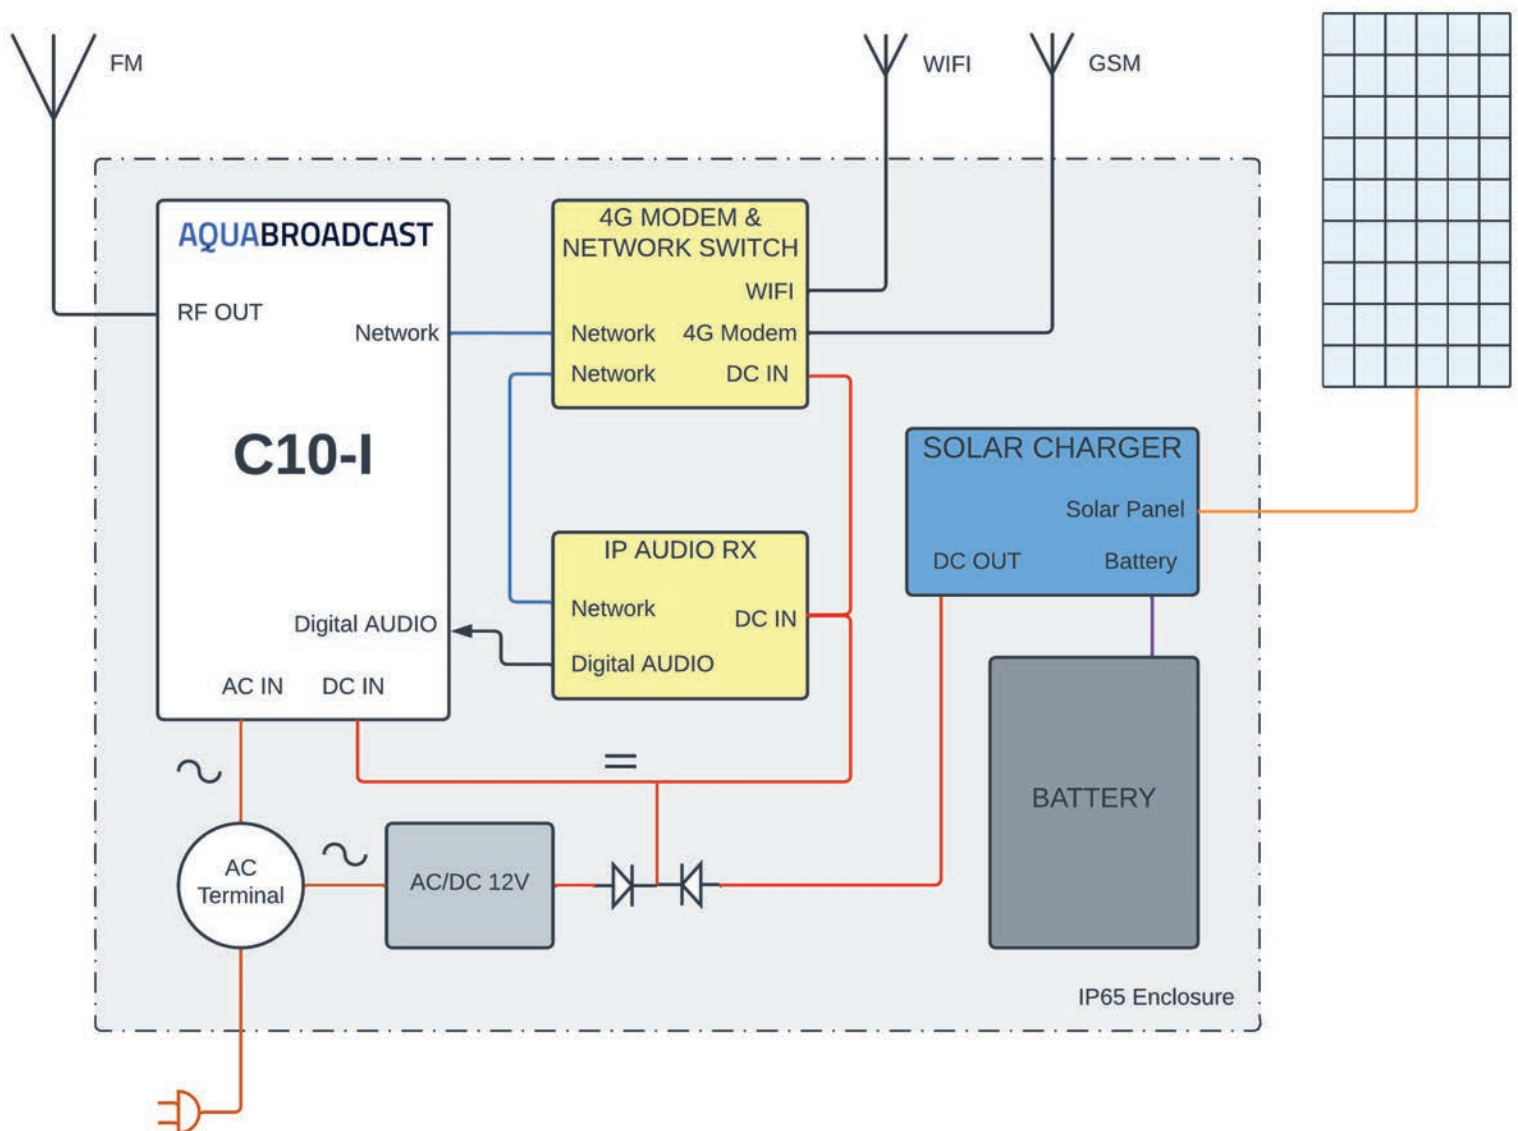 FM
WIFI
GSM
AQUABROADCAST
RF OUT
Network
C10-I
Digital AUDIO
AC IN
DC IN
4G MODEM &
NETWORK SWITCH
WIFI
Network
4G Modem
Network
DC IN
IP AUDIO RX
Network
DC IN
Digital AUDIO
SOLAR CHARGER
Solar Panel
DC OUT
Battery
BATTERY
AC
Terminal
AC/DC 12V
IP65 Enclosure